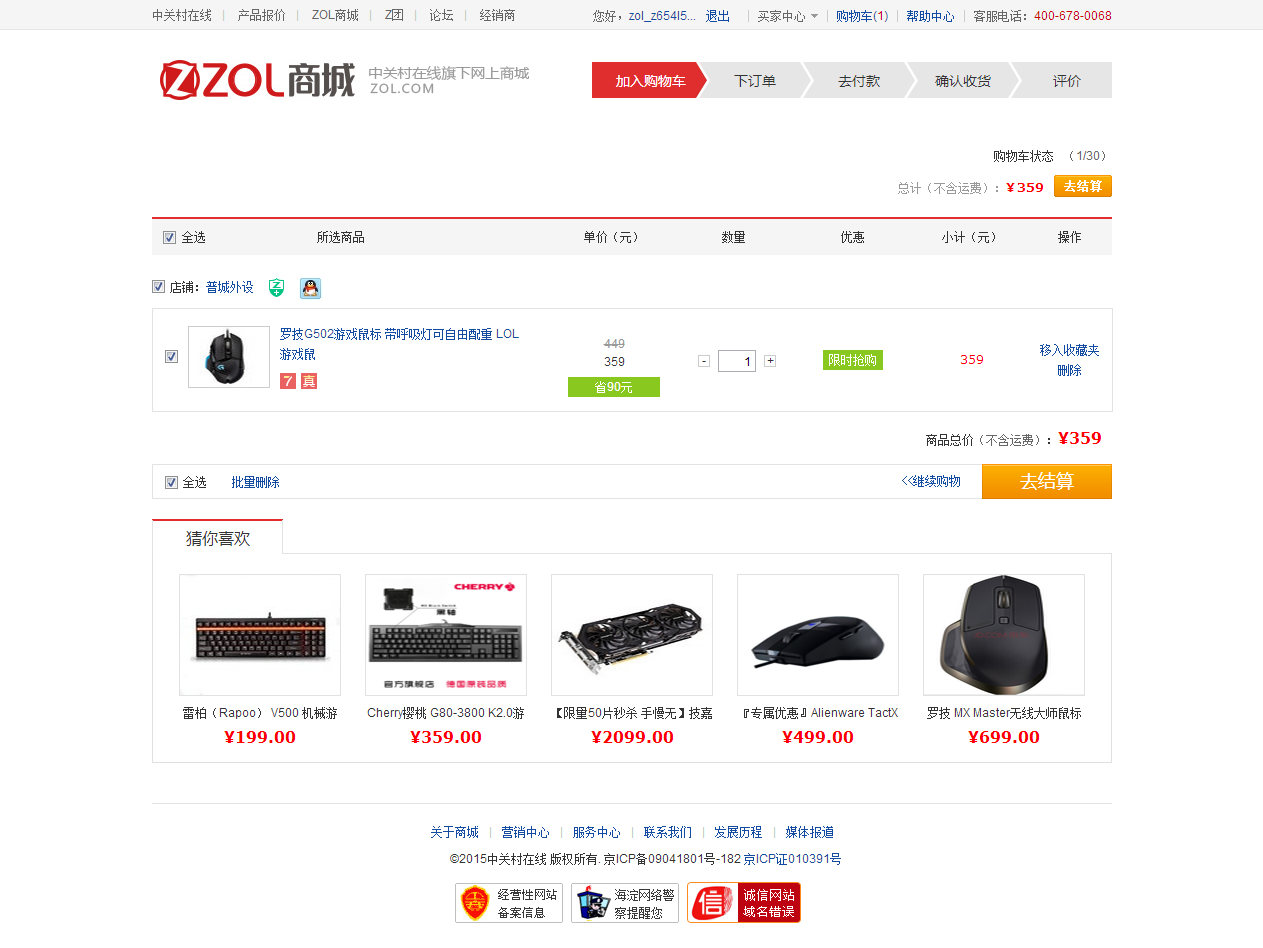 中关村在线 产品报价 ZOL商城 Z团 论坛 经销商 您好，zol_z654l5... 退出 买家中心 购物车(1) 帮助中心 客服电话：400-678-0068
ZOL商城 中关村在线旗下网上商城
ZOL.COM
加入购物车 下订单 去付款 确认收货 评价
购物车状态 （1/30）
总计（不含运费）：¥359 去结算
全选 所选商品 单价（元） 数量 优惠 小计（元） 操作
店铺：普城外设
罗技G502游戏鼠标 带呼吸灯可自由配重 LOL
游戏鼠
7 真
449
359
省90元
- 1 +
限时抢购
359
移入收藏夹
删除
商品总价（不含运费）：¥359
全选 批量删除 <<继续购物 去结算
猜你喜欢
CHERRY
黑轴
官方旗舰店 德国原装品牌
雷柏（Rapoo） V500 机械游 Cherry樱桃 G80-3800 K2.0游 【限量50片秒杀 手慢无】技嘉 『专属优惠』Alienware TactX 罗技 MX Master无线大师鼠标
¥199.00 ¥359.00 ¥2099.00 ¥499.00 ¥699.00
关于商城 营销中心 服务中心 联系我们 发展历程 媒体报道
©2015中关村在线 版权所有. 京ICP备09041801号-182 京ICP证010391号
经营性网站
备案信息
海淀网络警
察提醒您
信 诚信网站
域名错误